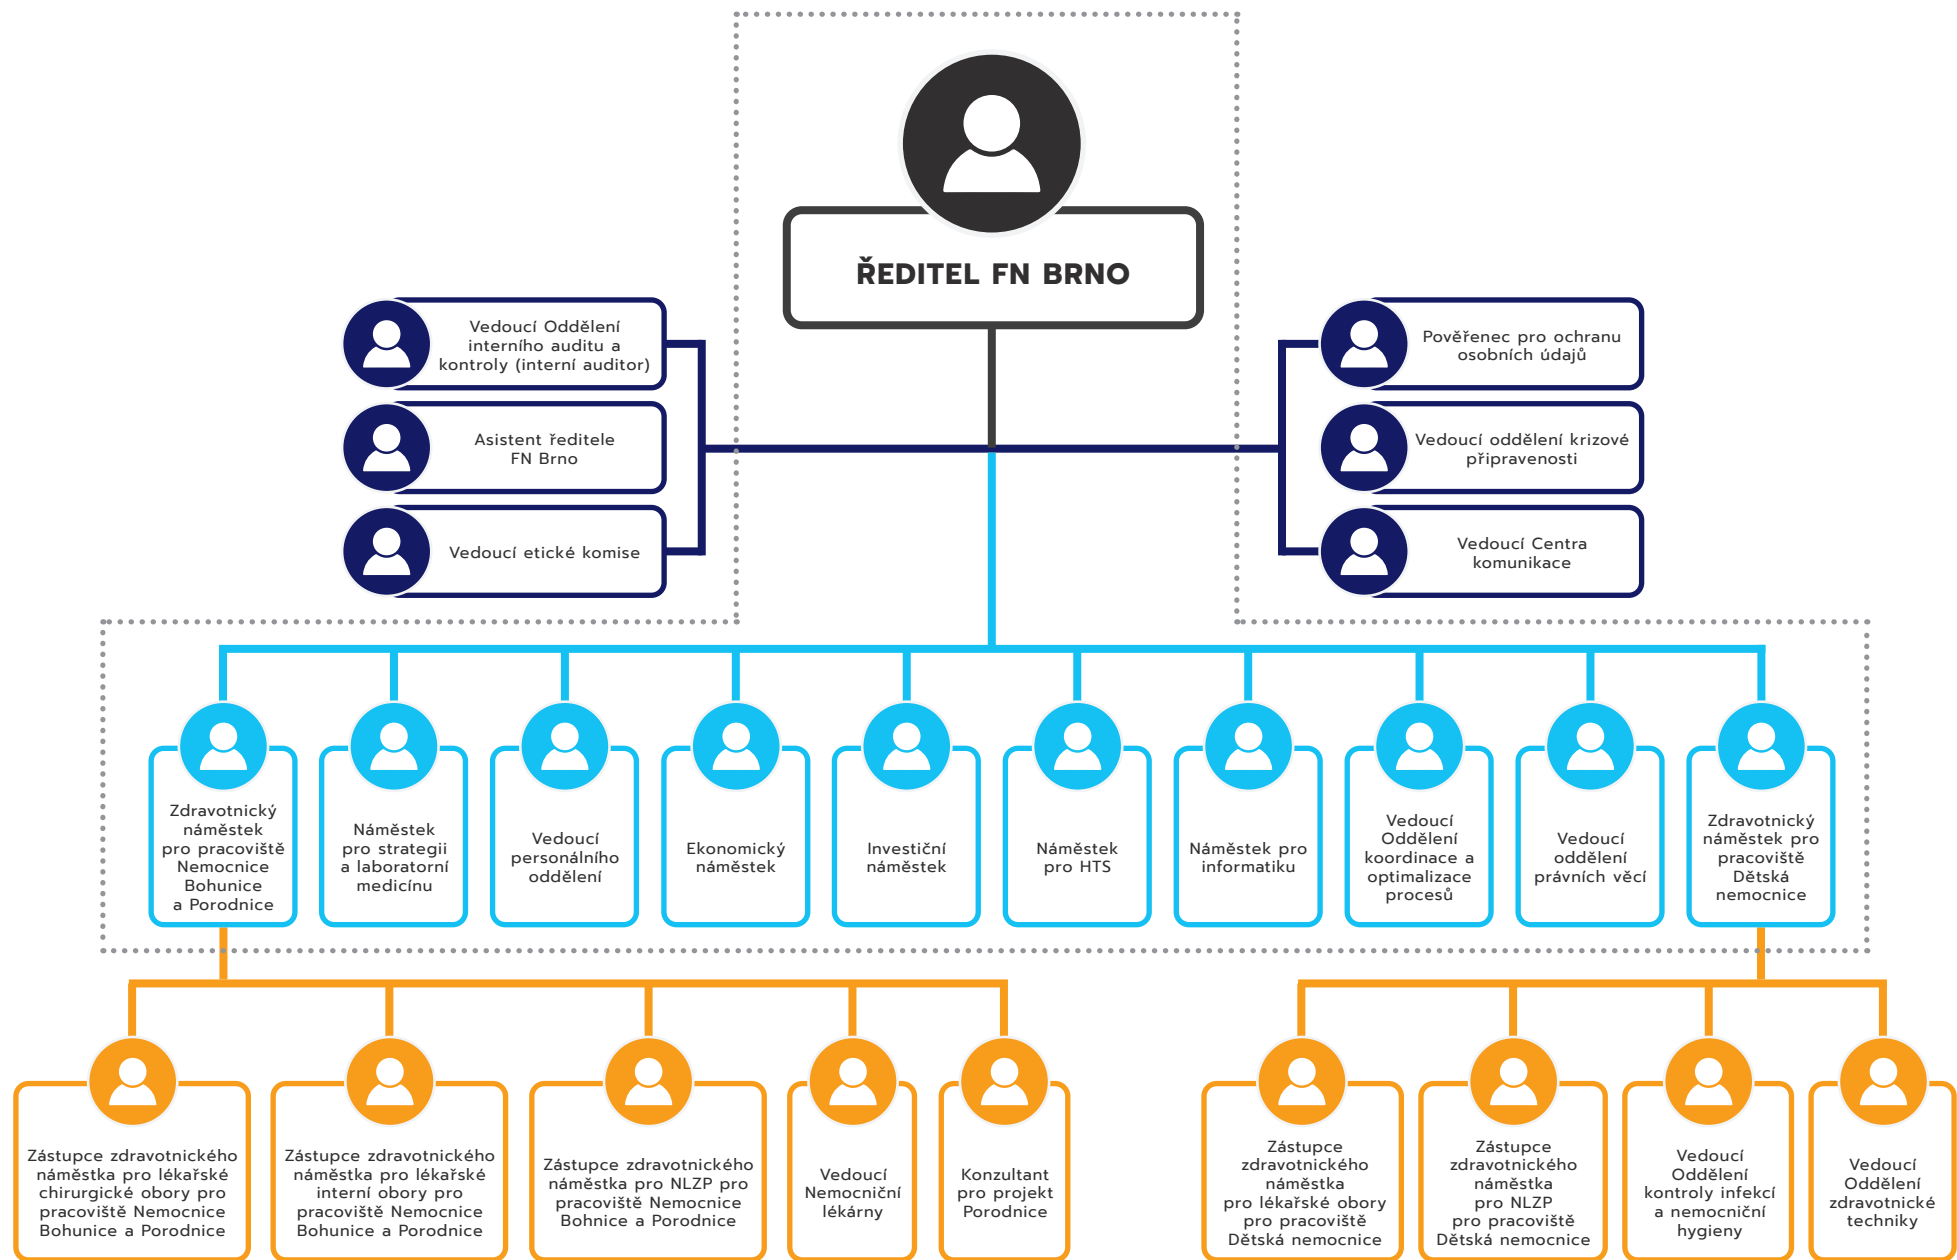 ŘEDITEL FN BRNO
Vedoucí Oddělení
interního auditu a
kontroly (interní auditor)
Asistent ředitele
FN Brno
Vedoucí etické komise
Pověřenec pro ochranu
osobních údajů
Vedoucí oddělení krizové
připravenosti
Vedoucí Centra
komunikace
Zdravotnický
náměstek
pro pracoviště
Nemocnice
Bohunice
a Porodnice
Náměstek
pro strategii
a laboratorní
medicínu
Vedoucí
personálního
oddělení
Ekonomický
náměstek
Investiční
náměstek
Náměstek
pro HTS
Náměstek pro
informatiku
Vedoucí
Oddělení
koordinace a
optimalizace
procesů
Vedoucí
oddělení
právních věcí
Zdravotnický
náměstek pro
pracoviště
Dětská
nemocnice
Zástupce zdravotnického
náměstka pro lékařské
chirurgické obory pro
pracoviště Nemocnice
Bohunice a Porodnice
Zástupce zdravotnického
náměstka pro lékařské
interní obory pro
pracoviště Nemocnice
Bohunice a Porodnice
Zástupce zdravotnického
náměstka pro NLZP pro
pracoviště Nemocnice
Bohnice a Porodnice
Vedoucí
Nemocniční
lékárny
Konzultant
pro projekt
Porodnice
Zástupce
zdravotnického
náměstka
pro lékařské obory
pro pracoviště
Dětská nemocnice
Zástupce
zdravotnického
náměstka
pro NLZP
pro pracoviště
Dětská nemocnice
Vedoucí
Oddělení
kontroly infekcí
a nemocniční
hygieny
Vedoucí
Oddělení
zdravotnické
techniky